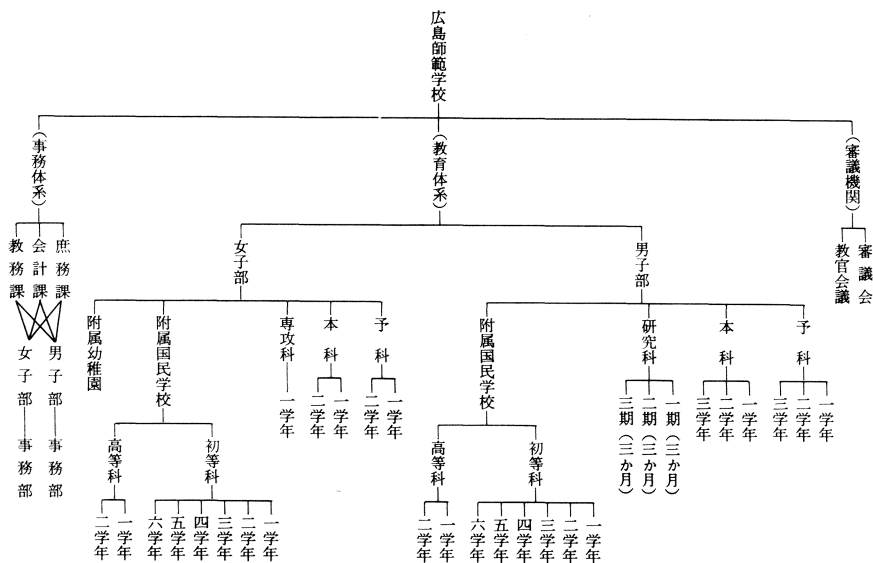 広島師範学校
（審議機関）
審議会
教官会議
（教育体系）
男子部
予科
一学年
二学年
三学年
本科
一学年
二学年
三学年
研究科
一期（三か月）
二期（三か月）
三期（三か月）
附属国民学校
初等科
一学年
二学年
三学年
四学年
五学年
六学年
高等科
一学年
二学年
女子部
予科
一学年
二学年
本科
一学年
二学年
専攻科
一学年
附属国民学校
初等科
一学年
二学年
三学年
四学年
五学年
六学年
高等科
一学年
二学年
附属幼稚園
（事務体系）
庶務課
会計課
教務課
男子部
事務部
女子部
事務部